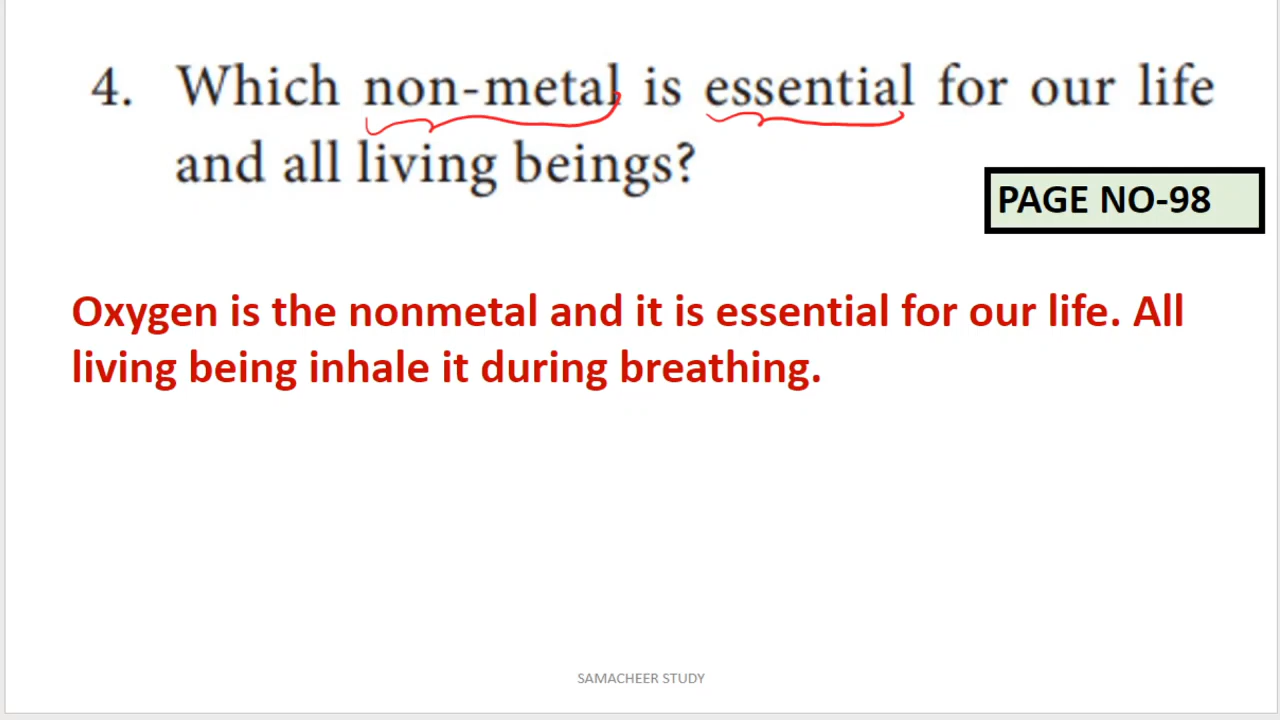 4. Which non-metal is essential for our life
and all living beings?
PAGE NO-98
Oxygen is the nonmetal and it is essential for our life. All
living being inhale it during breathing.
SAMACHEER STUDY